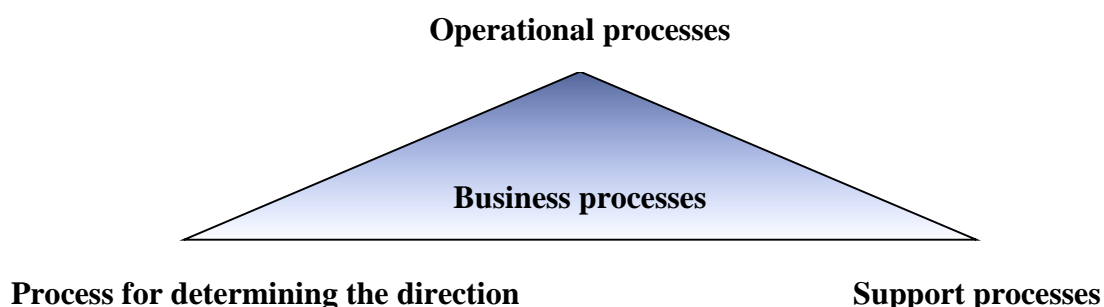 Operational processes
Business processes
Process for determining the direction
Support processes